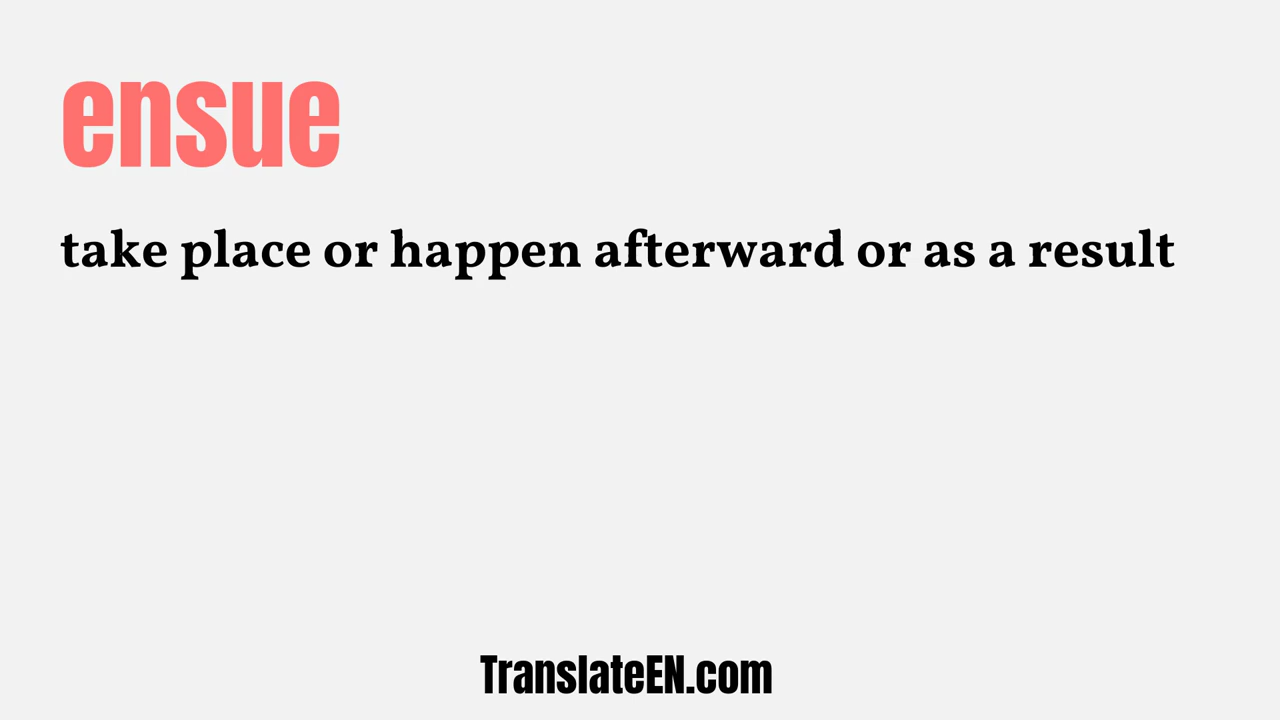 ensue
take place or happen afterward or as a result
TranslateEN.com